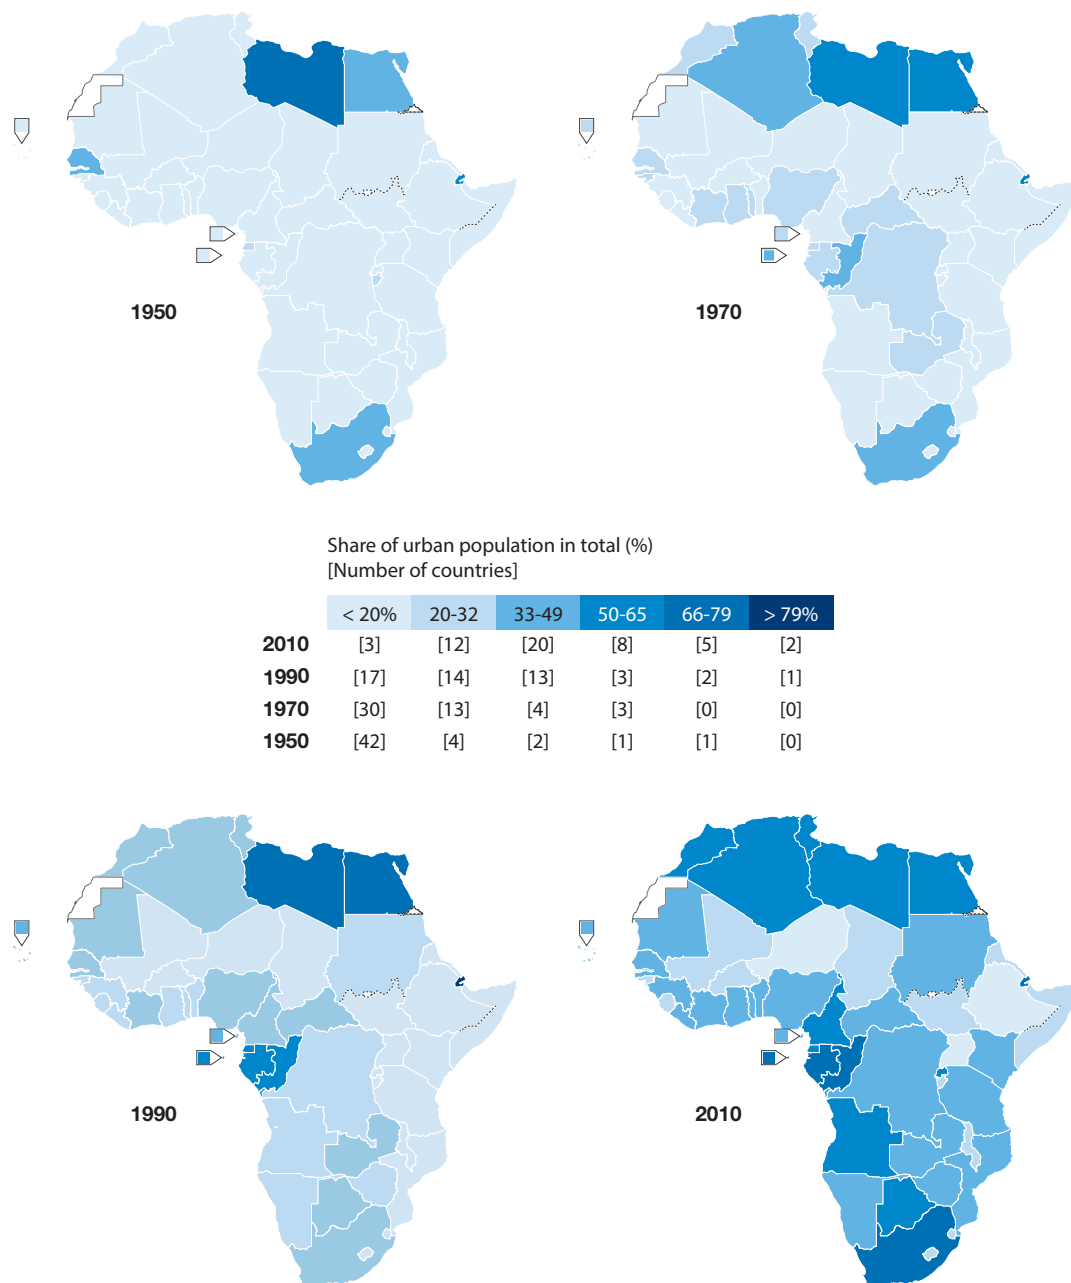 1950
1970
Share of urban population in total (%)
[Number of countries]
< 20% 20-32 33-49 50-65 66-79 > 79%
2010 [3] [12] [20] [8] [5] [2]
1990 [17] [14] [13] [3] [2] [1]
1970 [30] [13] [4] [3] [0] [0]
1950 [42] [4] [2] [1] [1] [0]
1990
2010